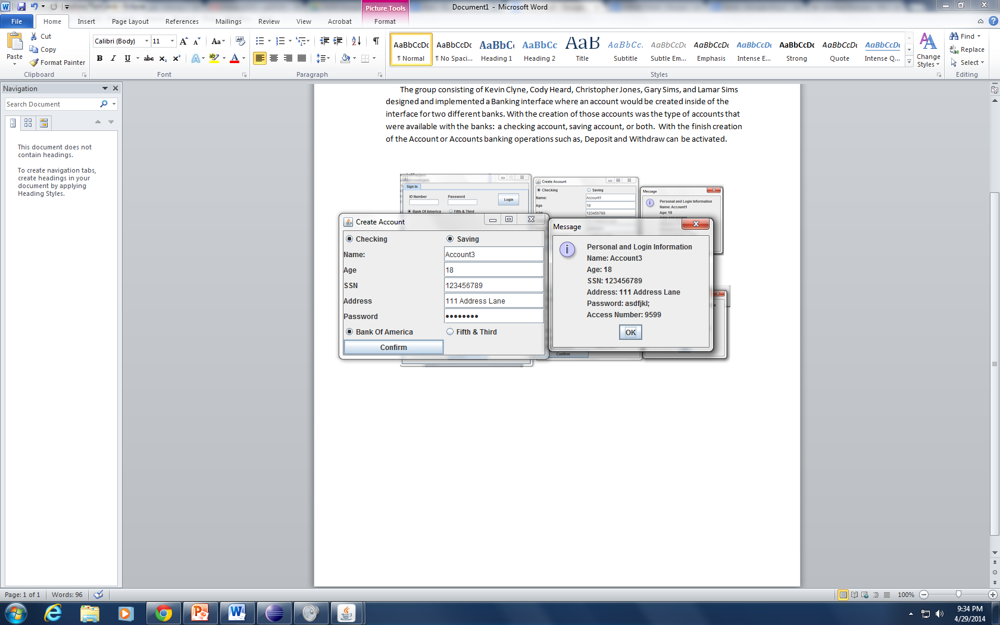 Picture Tools
Document1 - Microsoft Word
File Home Insert Page Layout References Mailings Review View Acrobat Format
Paste
Cut
Copy
Format Painter
Clipboard
Calibri (Body) 11
Font
Paragraph
AaBbCcDc AaBbCcDc AaBbCc AaBbCc AaB AaBbCc. AaBbCcDc AaBbCcDc AaBbCcDc AaBbCcDc AaBbCcDc AaBbCcDc
¶ Normal ¶ No Spaci... Heading 1 Heading 2 Title Subtitle Subtle Em... Emphasis Intense E... Strong Quote Intense Q...
Styles
Change Styles
Find
Replace
Select
Editing
Navigation
Search Document
This document does not
contain headings.
To create navigation tabs,
create headings in your
document by applying
Heading Styles.
The group consisting of Kevin Clyne, Cody Heard, Christopher Jones, Gary Sims, and Lamar Sims
designed and implemented a Banking interface where an account would be created inside of the
interface for two different banks. With the creation of those accounts was the type of accounts that
were available with the banks: a checking account, saving account, or both. With the finish creation
of the Account or Accounts banking operations such as, Deposit and Withdraw can be activated.
Sign In
ID Number Password
Login
Bank Of America Fifth & Third
Create Account
Checking Saving
Name: Account1
Age 18
123456789
Message
Personal and Login Information
Name: Account1
Age: 18
Create Account
Checking Saving
Name: Account3
Age 18
SSN 123456789
Address 111 Address Lane
Password ●●●●●●●●
Bank Of America Fifth & Third
Confirm
Message
Personal and Login Information
Name: Account3
Age: 18
SSN: 123456789
Address: 111 Address Lane
Password: asdfjkl;
Access Number: 9599
OK
Confirm
Page: 1 of 1 Words: 96
100%
9:34 PM
4/29/2014